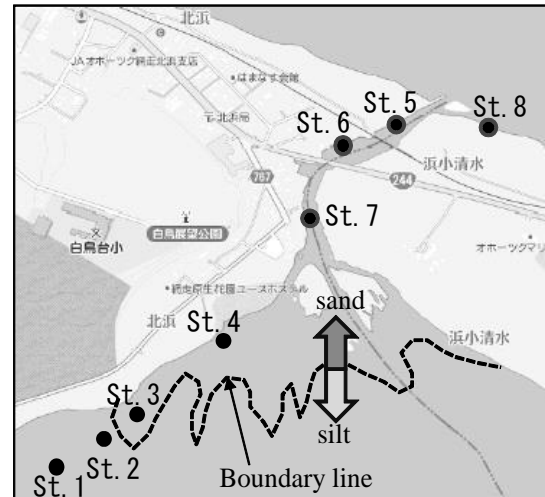 北浜
JAオホーツク網走北浜支店
はまなす会館
〒北浜局
St. 5
St. 6
St. 8
浜小清水
767
244
St. 7
白鳥台小
白鳥展望公園
オホーツクマリ
網走原生花園ユースホステル
sand
北浜
St. 4
浜小清水
St. 3
silt
St. 2
St. 1
Boundary line